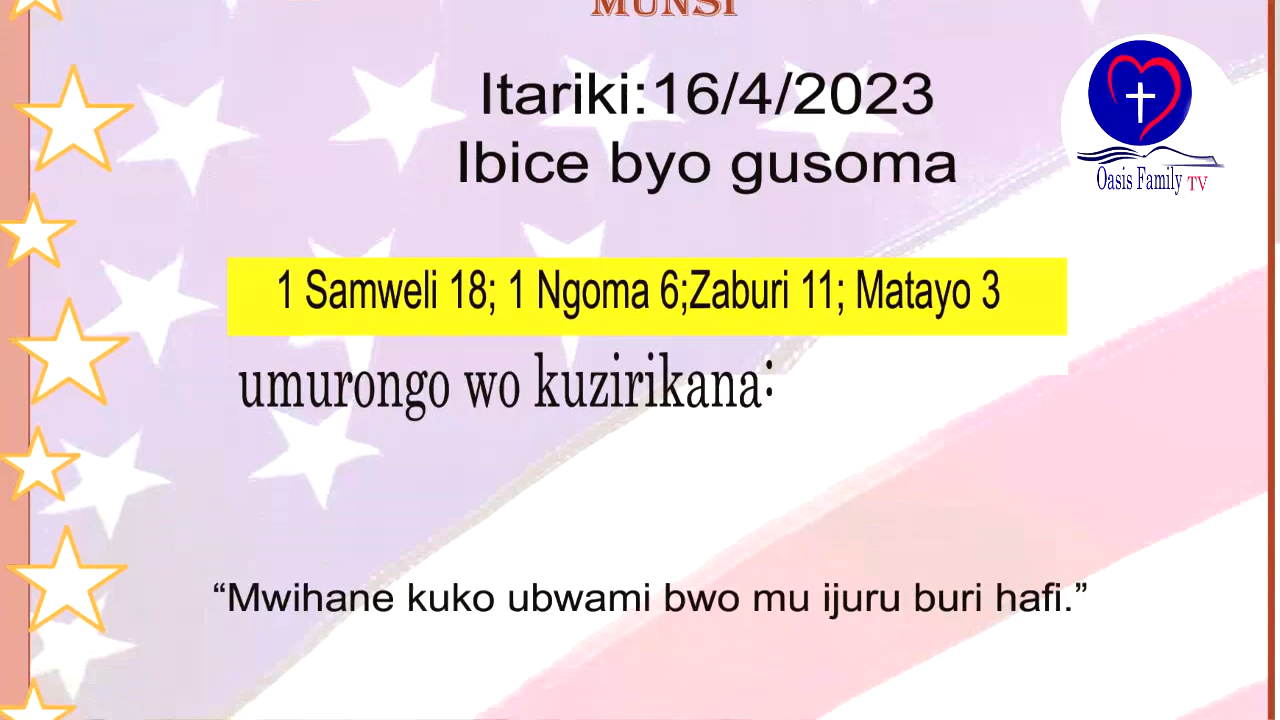 MUNSI
Itariki:16/4/2023
Ibice byo gusoma
Oasis Family TV
1 Samweli 18; 1 Ngoma 6;Zaburi 11; Matayo 3
umurongo wo kuzirikana:
“Mwihane kuko ubwami bwo mu ijuru buri hafi.”